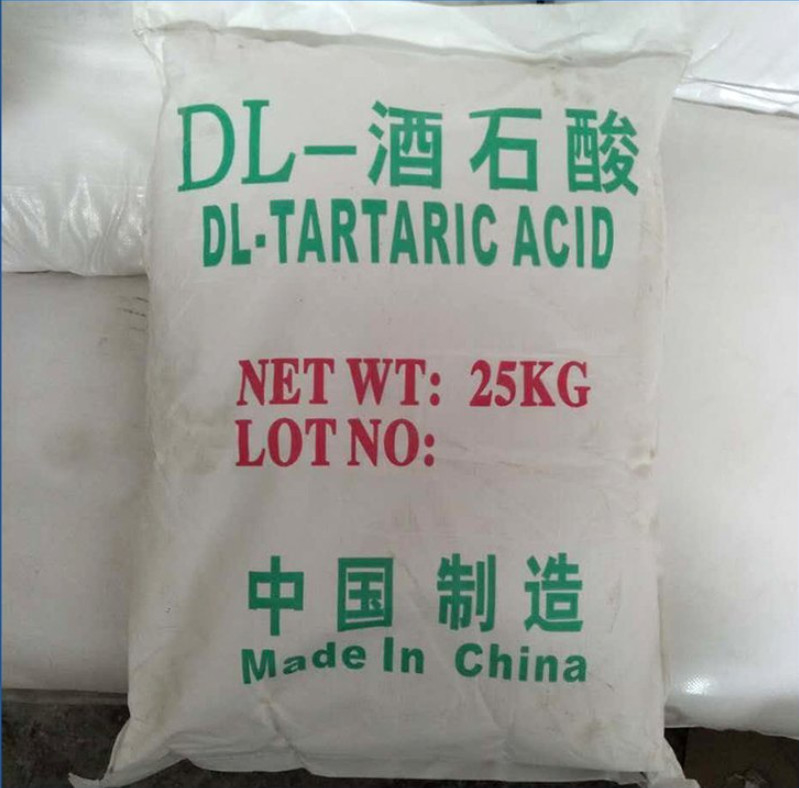 DL-酒石酸
DL-TARTARIC ACID
NET WT: 25KG
LOT NO:
中国制造
Made In China